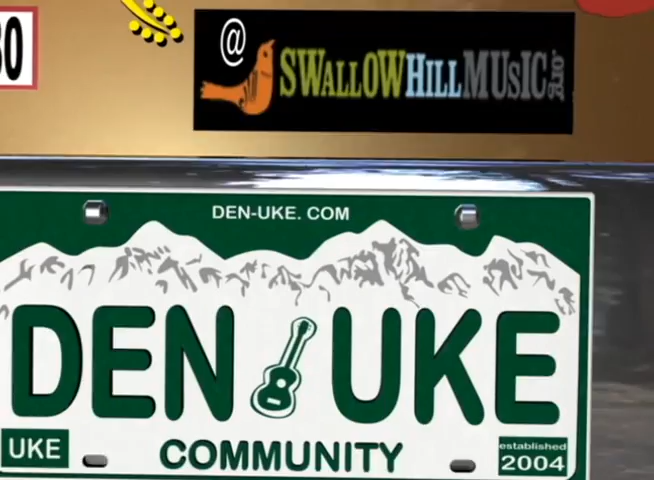 30
@
SWALLOWHILLMUSIC.org
DEN-UKE. COM
DEN UKE
UKE
COMMUNITY
established
2004